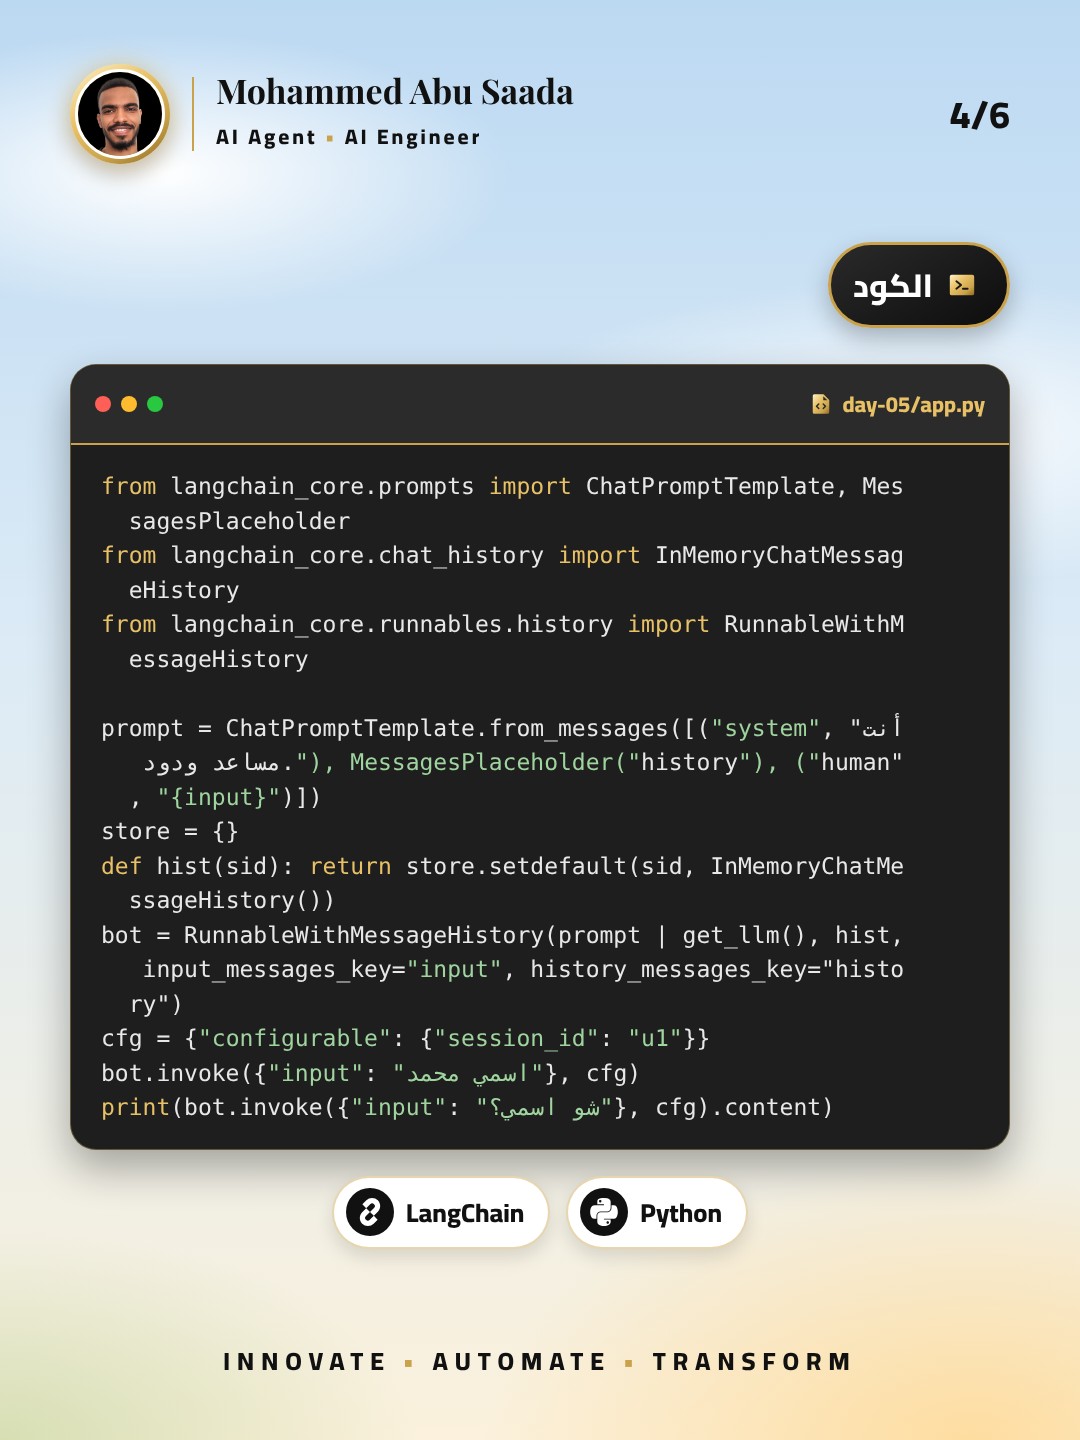 Mohammed Abu Saada
AI Agent ▪ AI Engineer
4/6
الكود
day-05/app.py
from langchain_core.prompts import ChatPromptTemplate, Mes
sagesPlaceholder
from langchain_core.chat_history import InMemoryChatMessag
eHistory
from langchain_core.runnables.history import RunnableWithM
essageHistory
prompt = ChatPromptTemplate.from_messages([("system", "أنت
مساعد ودود."), MessagesPlaceholder("history"), ("human"
, "{input}")])
store = {}
def hist(sid): return store.setdefault(sid, InMemoryChatMe
ssageHistory())
bot = RunnableWithMessageHistory(prompt | get_llm(), hist,
input_messages_key="input", history_messages_key="histo
ry")
cfg = {"configurable": {"session_id": "u1"}}
bot.invoke({"input": "اسمي محمد"}, cfg)
print(bot.invoke({"input": "شو اسمي؟"}, cfg).content)
LangChain
Python
INNOVATE ▪ AUTOMATE ▪ TRANSFORM